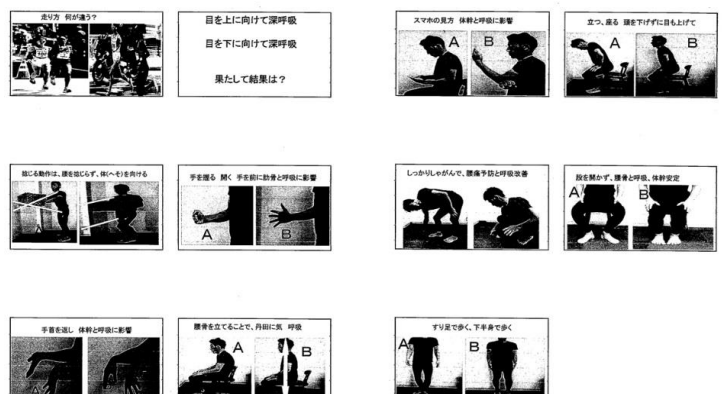 走り方 何が違う?
目を上に向けて深呼吸
目を下に向けて深呼吸
果たして結果は?
スマホの見方 体幹と呼吸に影響
A
B
立つ、座る 頭を下げずに目も上げて
A
B
捻じる動作は、腰を捻じらず、体(へそ)を向ける
A
手を握る 開く 手を前に肋骨と呼吸に影響
A
B
しっかりしゃがんで、腰痛予防と呼吸改善
股を開かず、腰骨と呼吸、体幹安定
A
B
手首を返し 体幹と呼吸に影響
A
腰骨を立てることで、丹田に気 呼吸
A
B
すり足で歩く、下半身で歩く
A
B